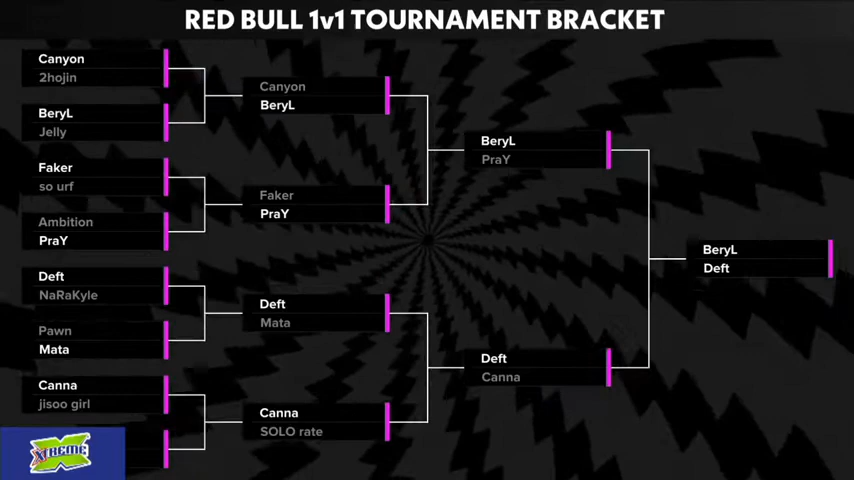 RED BULL 1v1 TOURNAMENT BRACKET
Canyon
2hojin
BeryL
Jelly
Faker
so urf
Ambition
PraY
Deft
NaRaKyle
Pawn
Mata
Canna
jisoo girl
Canyon
BeryL
Faker
PraY
Deft
Mata
Canna
SOLO rate
BeryL
PraY
Deft
Canna
BeryL
Deft
XTREME